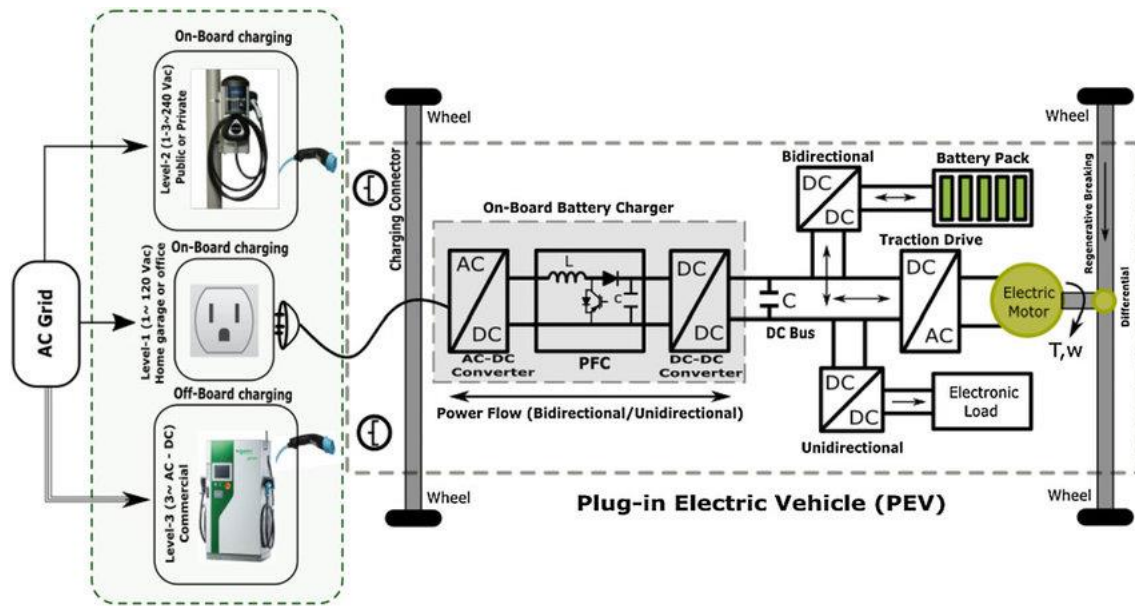 AC Grid
On-Board charging
Level-2 (1-3~240 Vac)
Public or Private
On-Board charging
Level-1 (1~ 120 Vac)
Home garage or office
Off-Board charging
Level-3 (3~ AC - DC)
Commercial
Wheel
Charging Connector
Wheel
On-Board Battery Charger
AC
DC
AC-DC
Converter
L
C
PFC
DC
DC
DC-DC
Converter
Power Flow (Bidirectional/Unidirectional)
C
DC Bus
Bidirectional
DC
DC
Battery Pack
Traction Drive
DC
AC
Electric
Motor
T,w
DC
DC
Unidirectional
Electronic
Load
Wheel
Regenerative Breaking
Differential
Wheel
Plug-in Electric Vehicle (PEV)